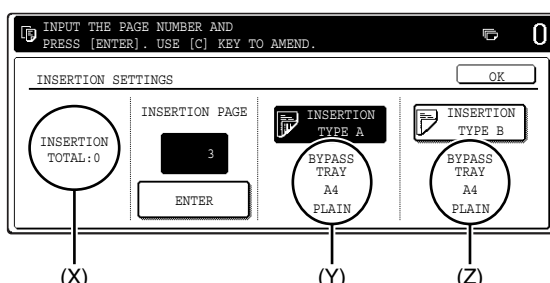 INPUT THE PAGE NUMBER AND
PRESS [ENTER]. USE [C] KEY TO AMEND.
0
INSERTION SETTINGS
OK
INSERTION
TOTAL:0
INSERTION PAGE
3
ENTER
INSERTION
TYPE A
BYPASS
TRAY
A4
PLAIN
INSERTION
TYPE B
BYPASS
TRAY
A4
PLAIN
(X)
(Y)
(Z)